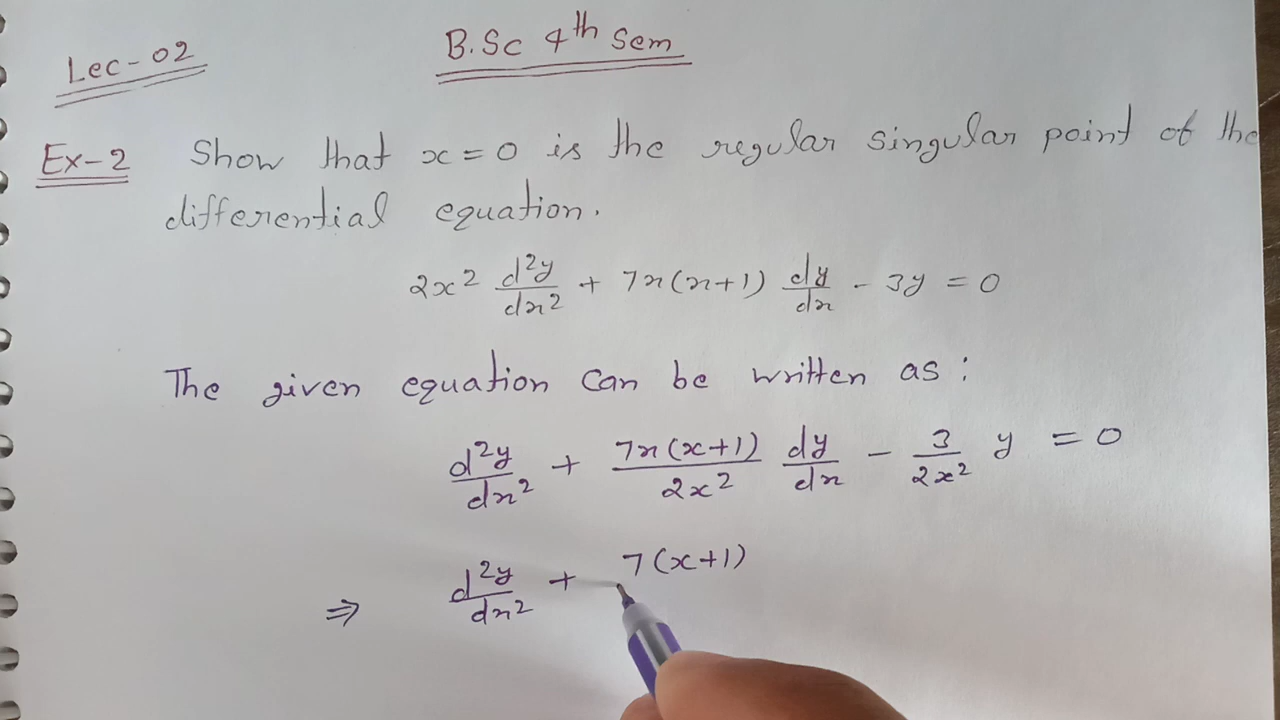 Lec-02
B.Sc 4th Sem
Ex-2 Show that x=0 is the regular singular point of the
differential equation.
2x² d²y/dx² + 7x(x+1) dy/dx - 3y = 0
The given equation can be written as:
d²y/dx² + 7x(x+1)/2x² dy/dx - 3/2x² y = 0
⇒ d²y/dx² + 7(x+1)